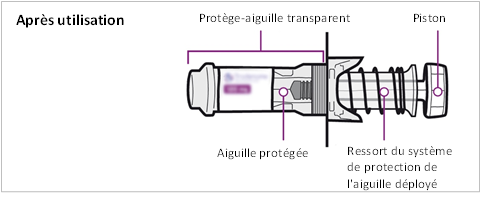 Après utilisation
Protège-aiguille transparent
Piston
Aiguille protégée
Ressort du système
de protection de
l'aiguille déployé